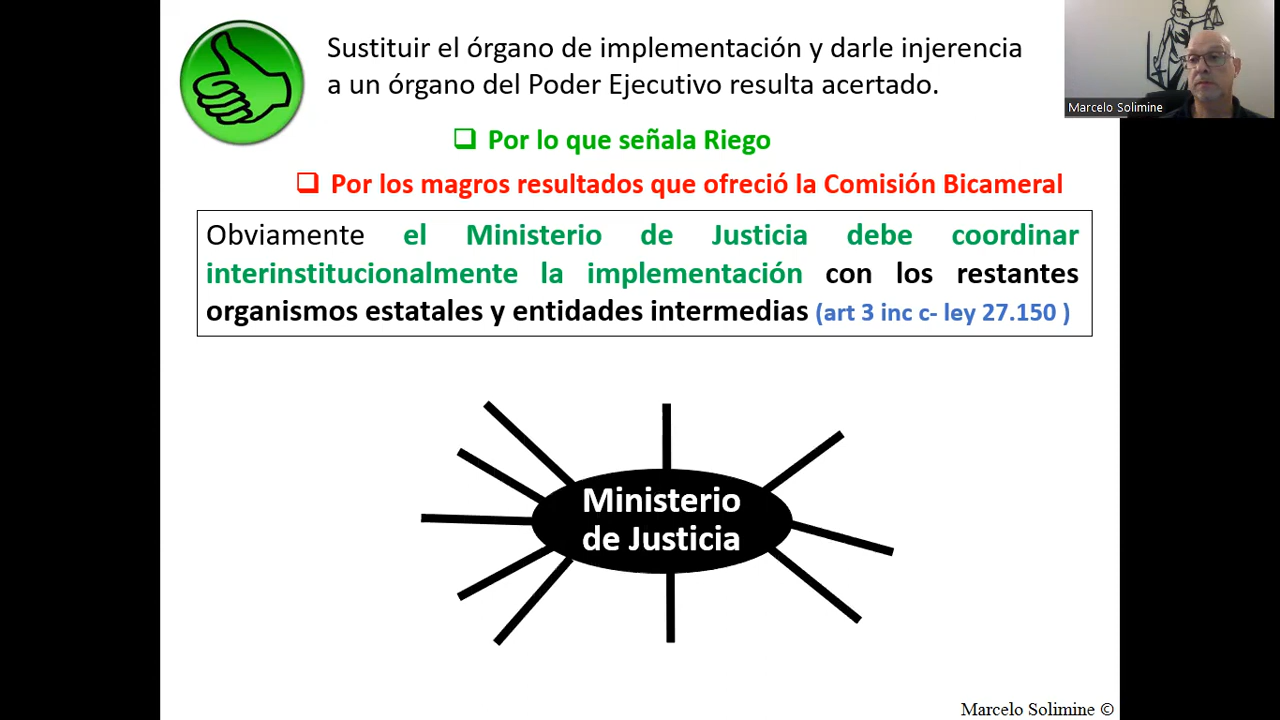 Sustituir el órgano de implementación y darle injerencia
a un órgano del Poder Ejecutivo resulta acertado.
Marcelo Solimine
❑ Por lo que señala Riego
❑ Por los magros resultados que ofreció la Comisión Bicameral
Obviamente el Ministerio de Justicia debe coordinar
interinstitucionalmente la implementación con los restantes
organismos estatales y entidades intermedias (art 3 inc c- ley 27.150 )
Ministerio
de Justicia
Marcelo Solimine ©